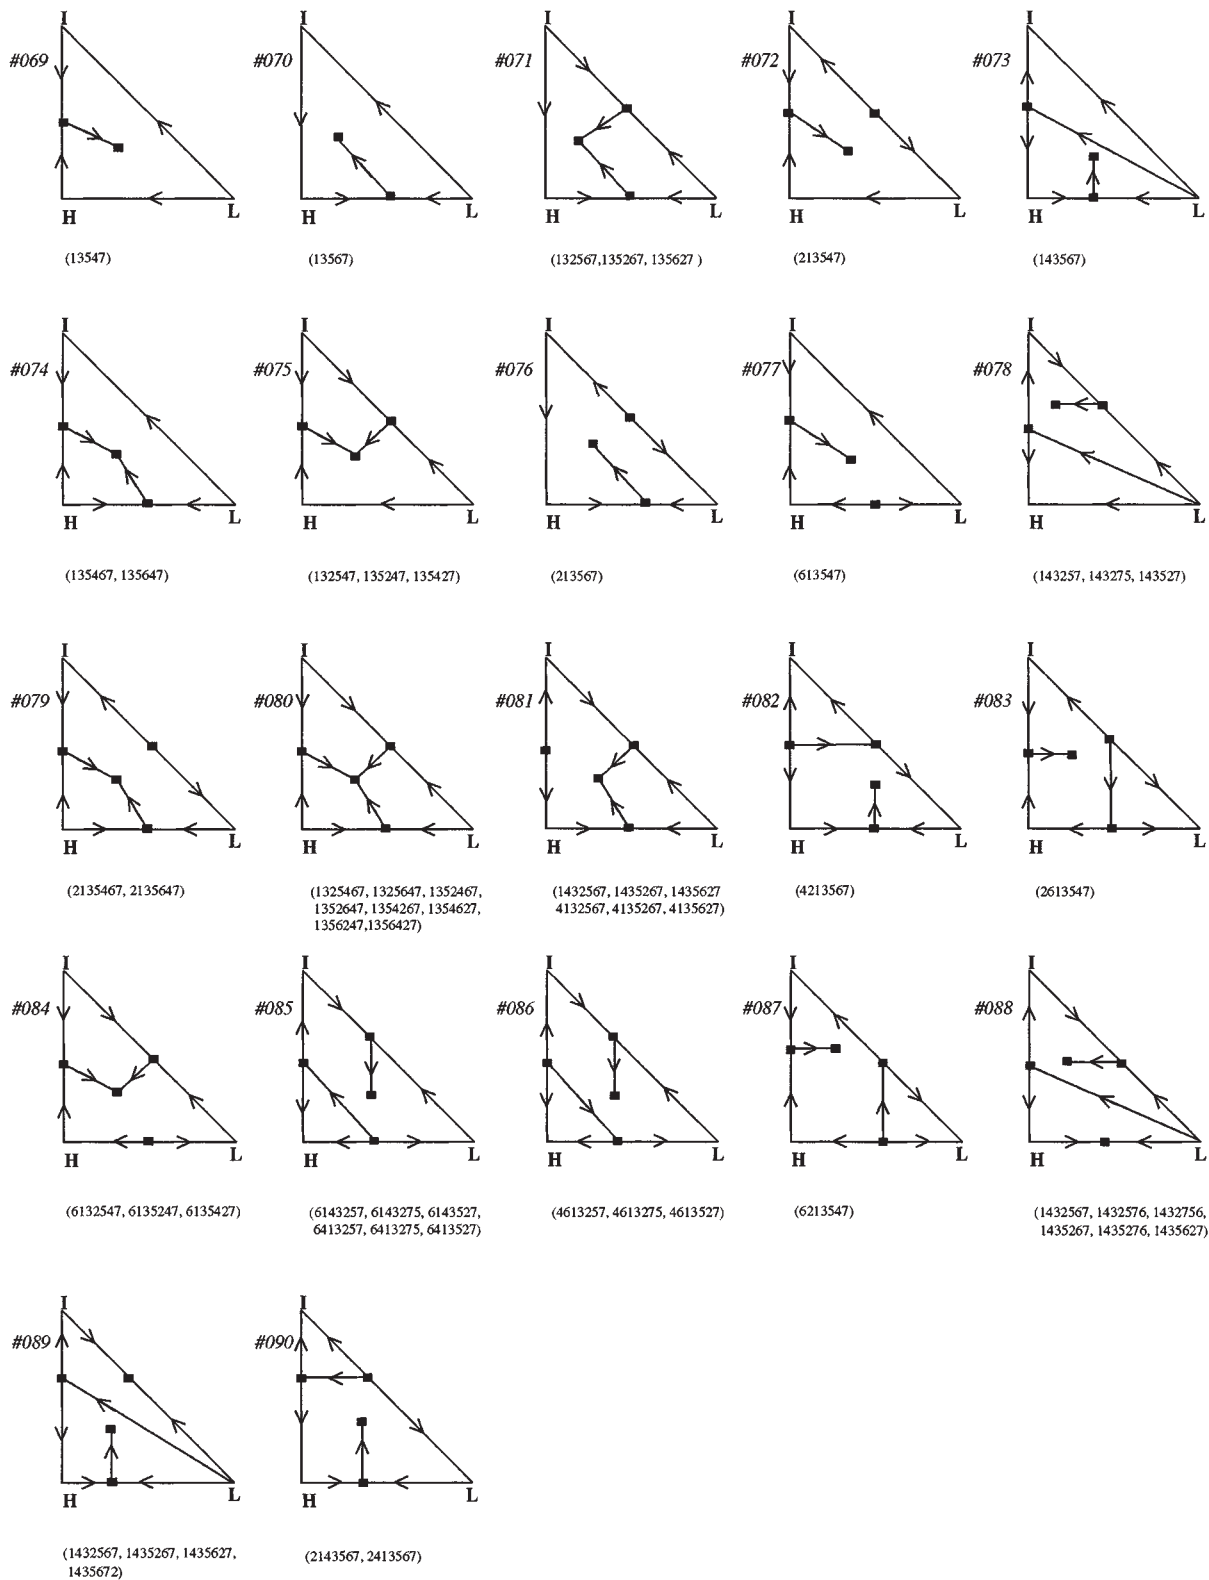 I I I I I
#069 #070 #071 #072 #073
H L H L H L H L H L
(13547) (13567) (132567,135267, 135627 ) (213547) (143567)
I I I I I
#074 #075 #076 #077 #078
H L H L H L H L H L
(135467, 135647) (132547, 135247, 135427) (213567) (613547) (143257, 143275, 143527)
I I I I I
#079 #080 #081 #082 #083
H L H L H L H L H L
(2135467, 2135647) (1325467, 1325647, 1352467, (1432567, 1435267, 1435627 (4213567) (2613547)
1352647, 1354267, 1354627, 4132567, 4135267, 4135627)
1356247,1356427)
I I I I I
#084 #085 #086 #087 #088
H L H L H L H L H L
(6132547, 6135247, 6135427) (6143257, 6143275, 6143527, (4613257, 4613275, 4613527) (6213547) (1432567, 1432576, 1432756,
6413257, 6413275, 6413527) 1435267, 1435276, 1435627)
I I
#089 #090
H L H L
(1432567, 1435267, 1435627, (2143567, 2413567)
1435672)